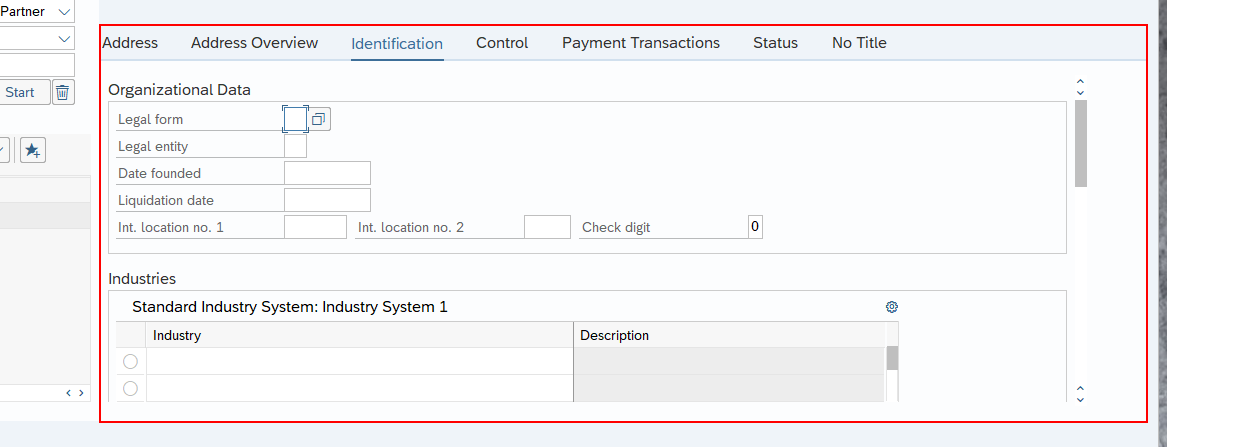 Partner
Start
Address Address Overview Identification Control Payment Transactions Status No Title
Organizational Data
Legal form
Legal entity
Date founded
Liquidation date
Int. location no. 1 Int. location no. 2 Check digit 0
Industries
Standard Industry System: Industry System 1
Industry Description